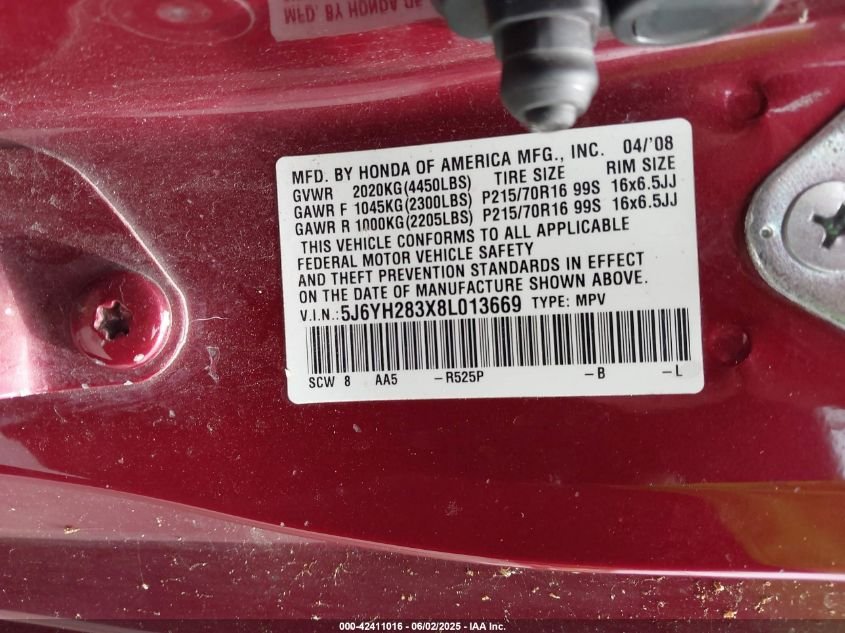 MFD. BY HONDA OF
MFD. BY HONDA OF AMERICA MFG., INC. 04/'08
GVWR 2020KG(4450LBS) TIRE SIZE RIM SIZE
GAWR F 1045KG(2300LBS) P215/70R16 99S 16x6.5JJ
GAWR R 1000KG(2205LBS) P215/70R16 99S 16x6.5JJ
THIS VEHICLE CONFORMS TO ALL APPLICABLE
FEDERAL MOTOR VEHICLE SAFETY
AND THEFT PREVENTION STANDARDS IN EFFECT
ON THE DATE OF MANUFACTURE SHOWN ABOVE.
V.I.N.: 5J6YH283X8L013669 TYPE: MPV
SCW 8 AA5 -R525P -B -L
000-42411016 - 06/02/2025 - IAA Inc.